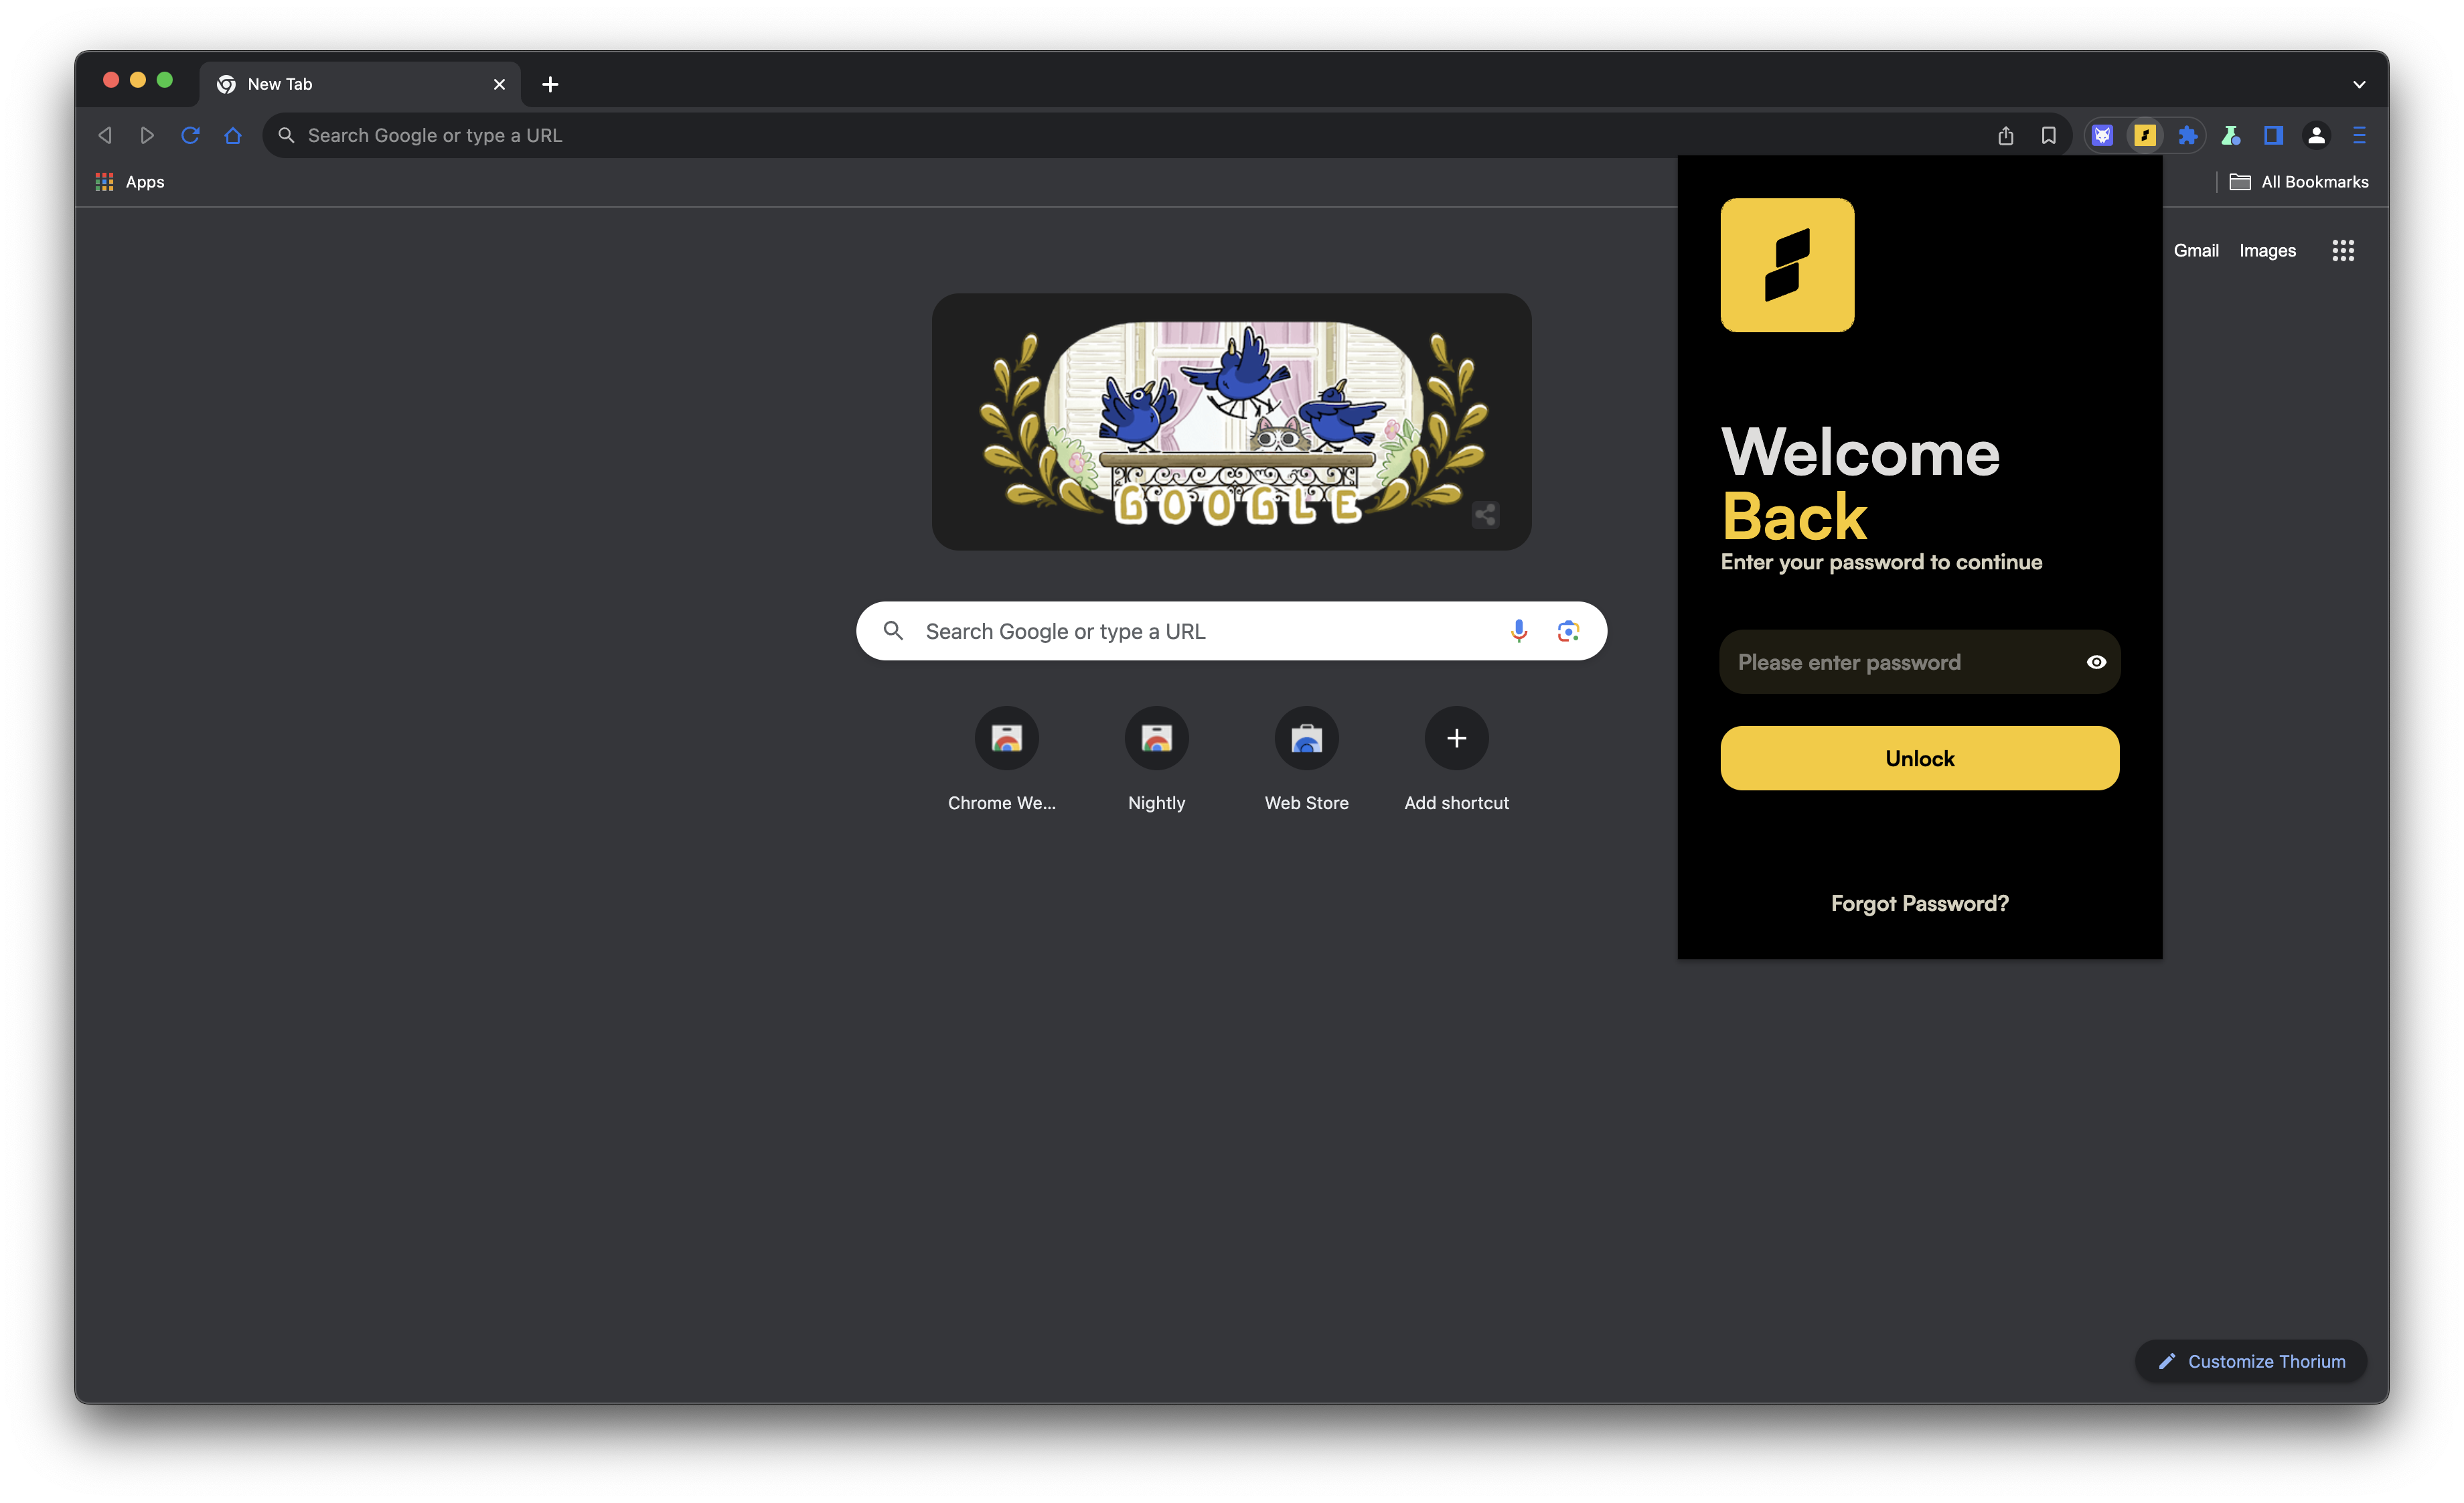 New Tab
Search Google or type a URL
Apps
All Bookmarks
Gmail Images
GOOGLE
Search Google or type a URL
Chrome We...
Nightly
Web Store
Add shortcut
Welcome
Back
Enter your password to continue
Please enter password
Unlock
Forgot Password?
Customize Thorium